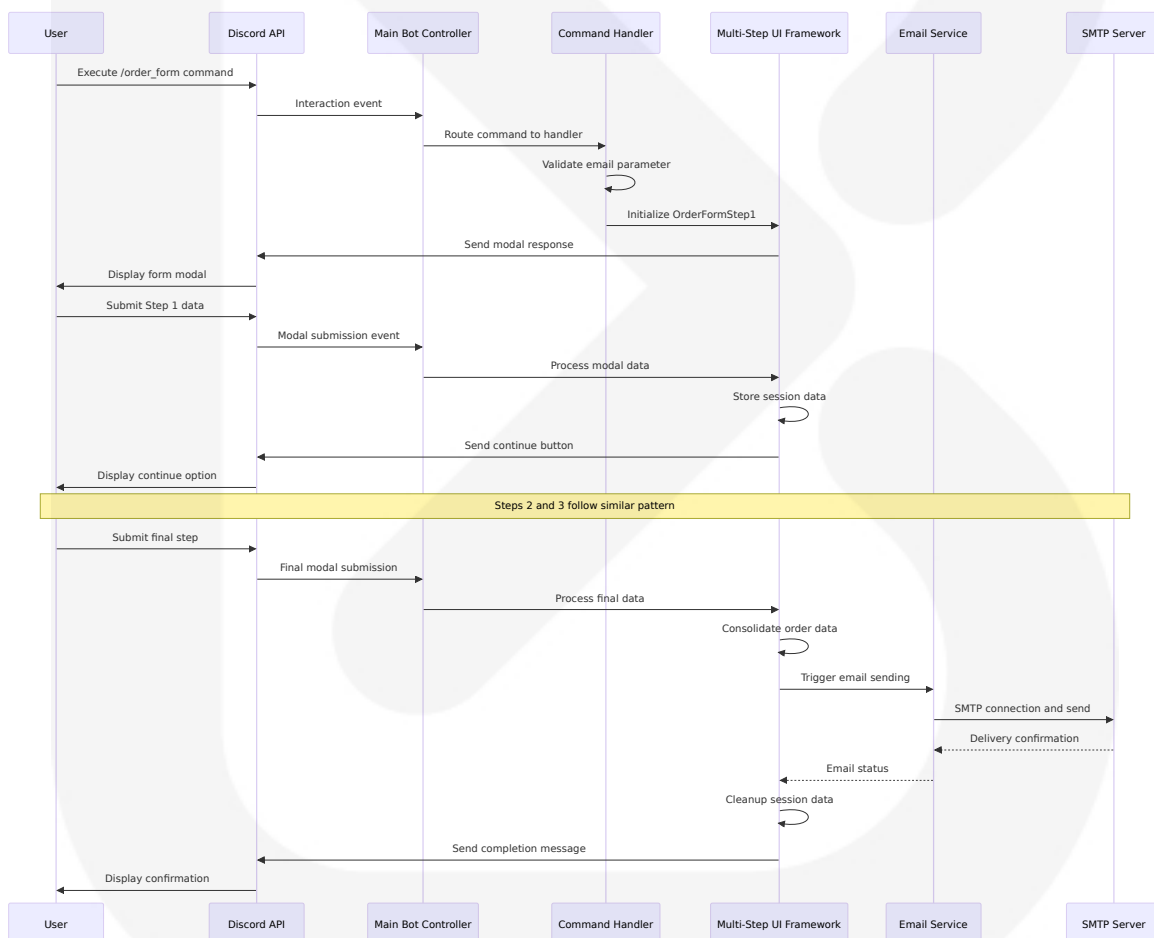 User Discord API Main Bot Controller Command Handler Multi-Step UI Framework Email Service SMTP Server
Execute /order_form command
Interaction event
Route command to handler
Validate email parameter
Initialize OrderFormStep1
Send modal response
Display form modal
Submit Step 1 data
Modal submission event
Process modal data
Store session data
Send continue button
Display continue option
Steps 2 and 3 follow similar pattern
Submit final step
Final modal submission
Process final data
Consolidate order data
Trigger email sending
SMTP connection and send
Delivery confirmation
Email status
Cleanup session data
Send completion message
Display confirmation
User Discord API Main Bot Controller Command Handler Multi-Step UI Framework Email Service SMTP Server